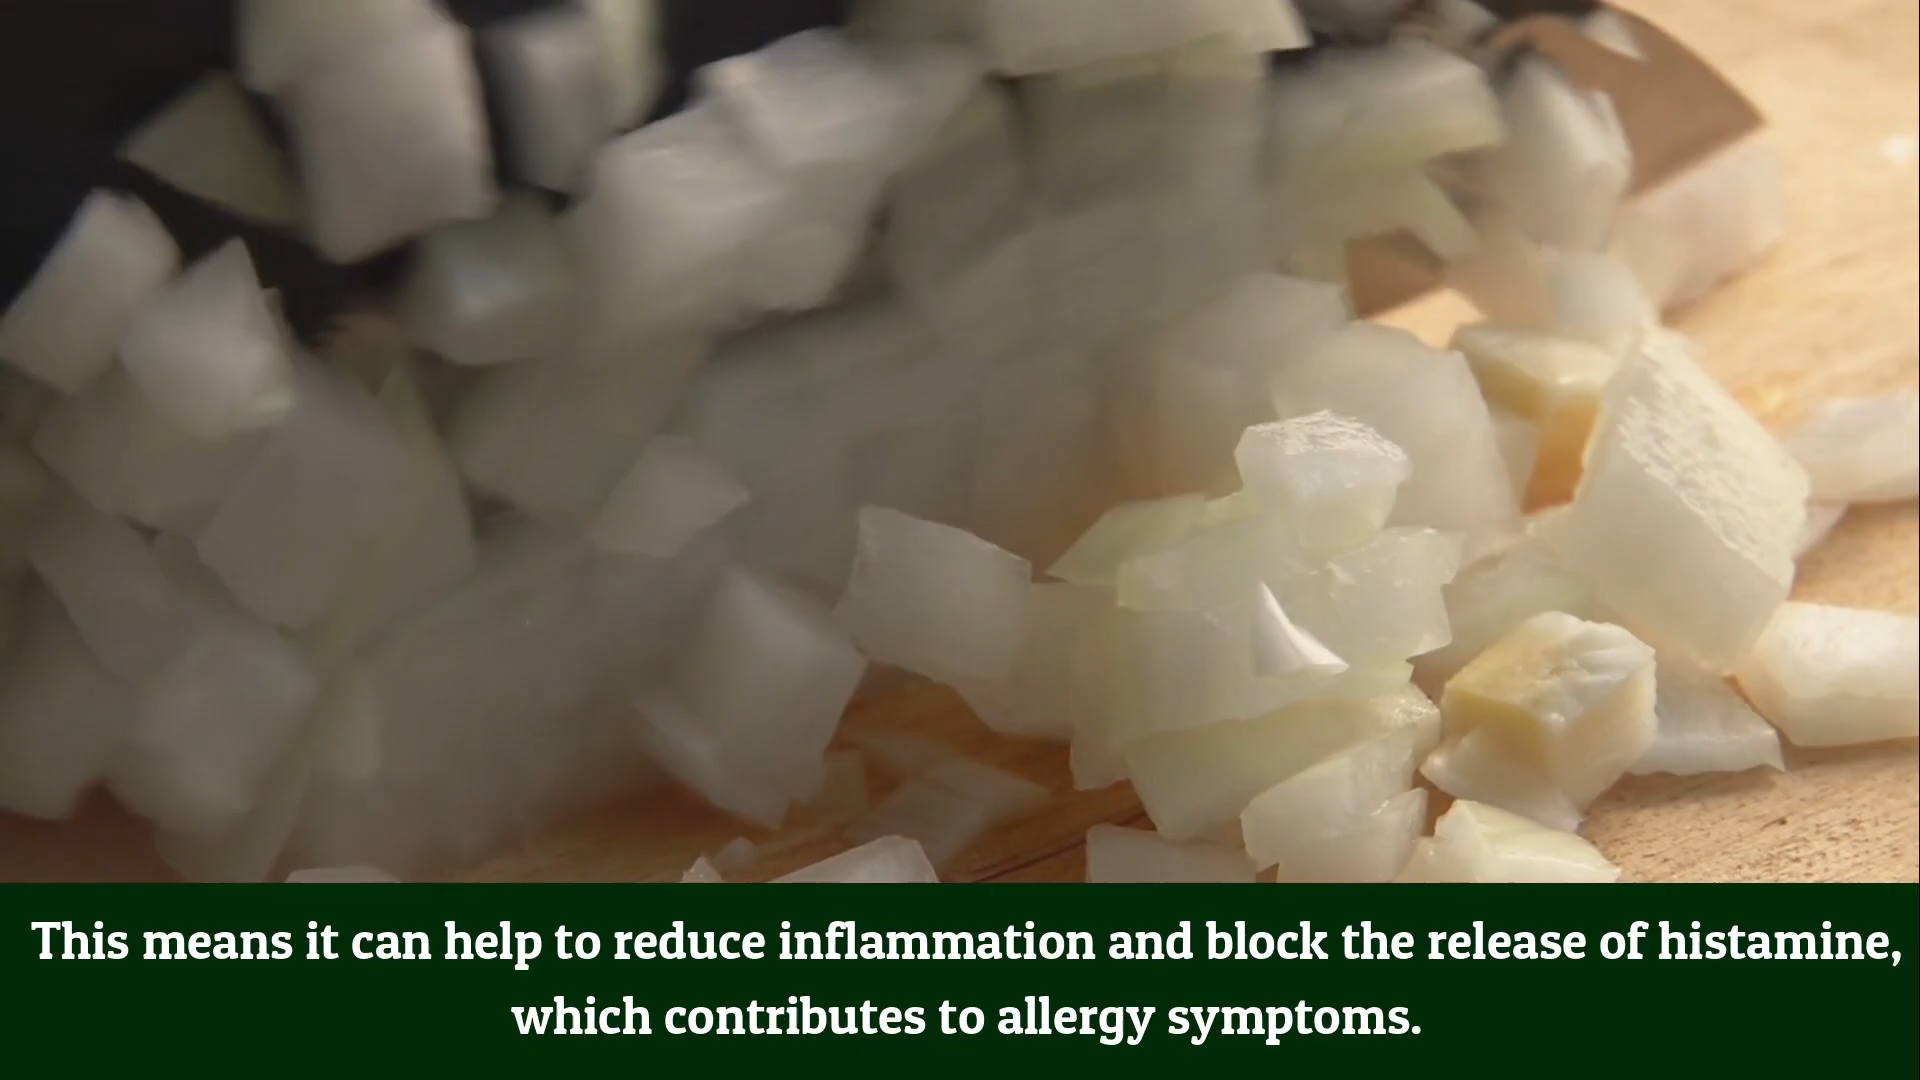 This means it can help to reduce inflammation and block the release of histamine,
which contributes to allergy symptoms.